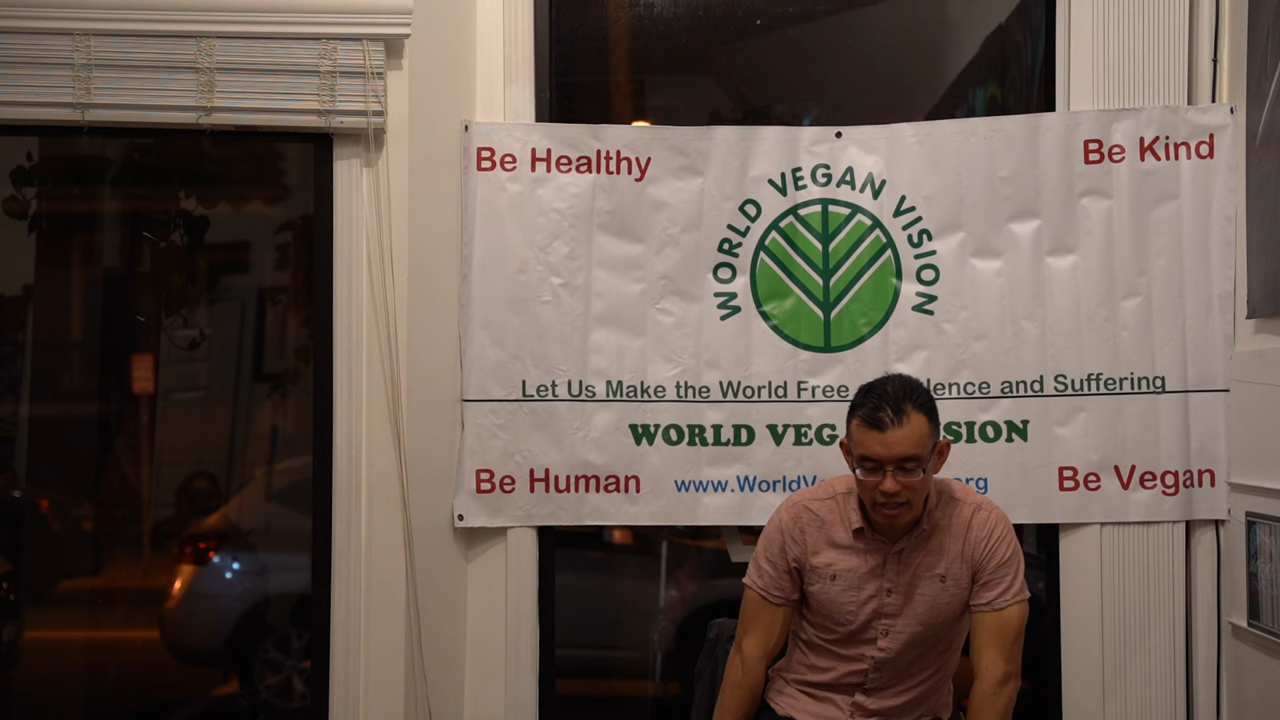 Be Healthy
Be Kind
WORLD VEGAN VISION
Let Us Make the World Free lence and Suffering
WORLD VEG SION
Be Human
www.WorldV org
Be Vegan